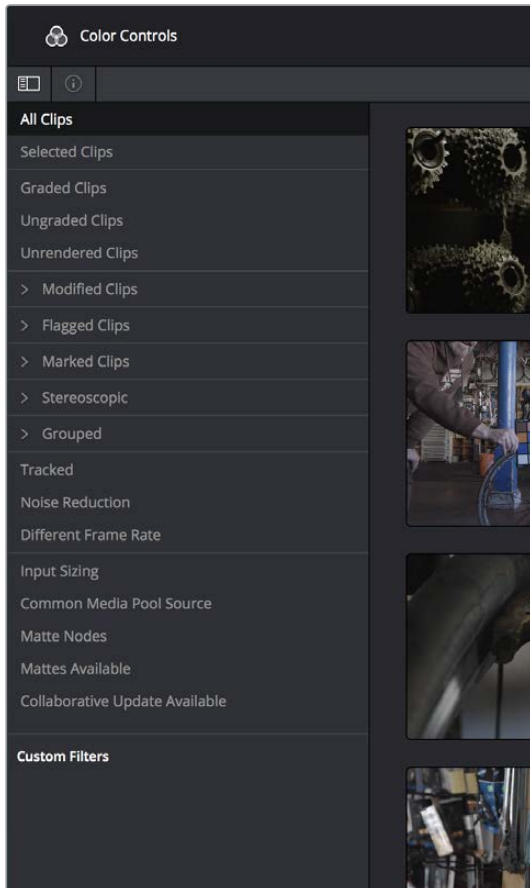 Color Controls
All Clips
Selected Clips
Graded Clips
Ungraded Clips
Unrendered Clips
> Modified Clips
> Flagged Clips
> Marked Clips
> Stereoscopic
> Grouped
Tracked
Noise Reduction
Different Frame Rate
Input Sizing
Common Media Pool Source
Matte Nodes
Mattes Available
Collaborative Update Available
Custom Filters